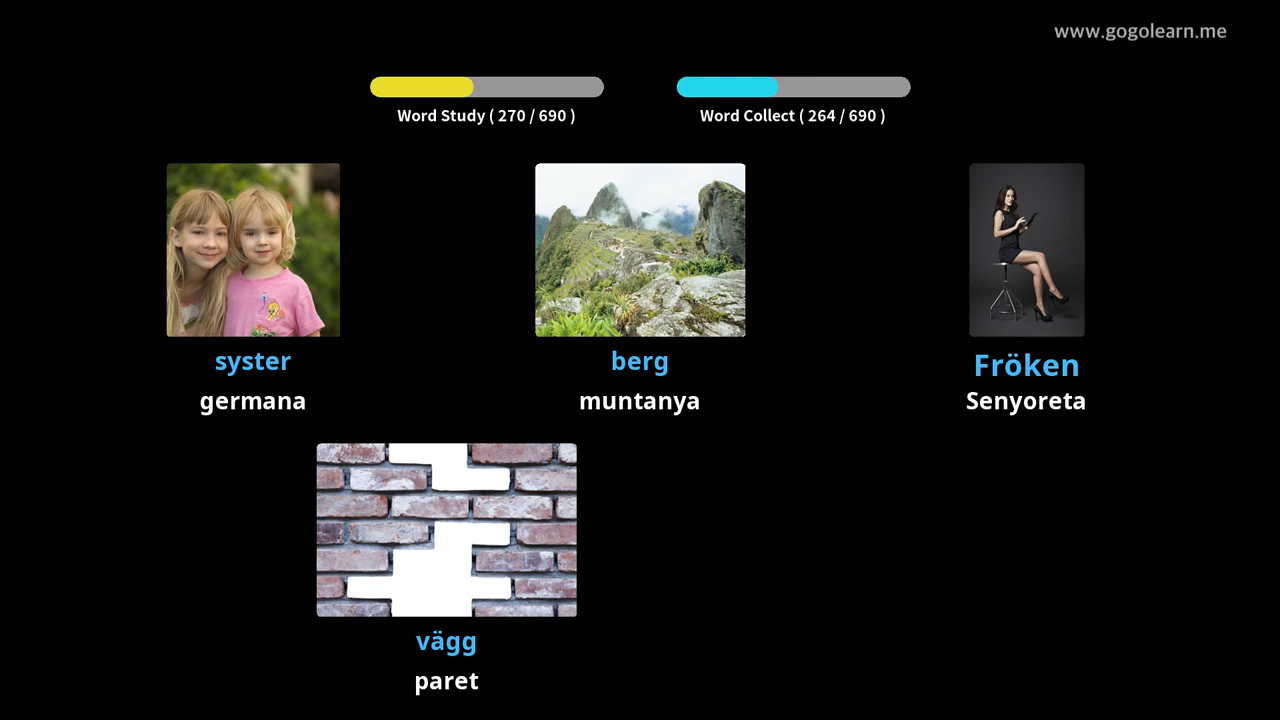 www.gogolearn.me
Word Study ( 270 / 690 )
Word Collect ( 264 / 690 )
syster
germana
berg
muntanya
Fröken
Senyoreta
vägg
paret